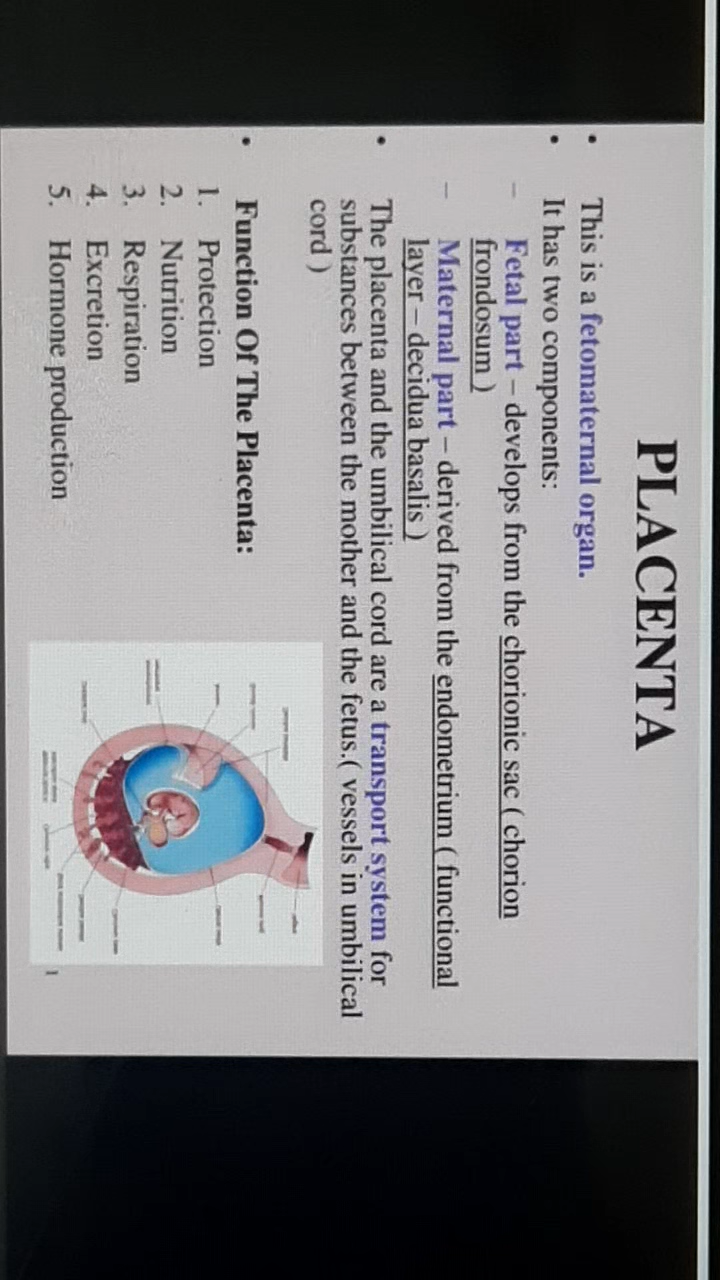 PLACENTA
• This is a fetomaternal organ.
• It has two components:
– Fetal part – develops from the chorionic sac ( chorion
frondosum )
– Maternal part – derived from the endometrium ( functional
layer – decidua basalis )
• The placenta and the umbilical cord are a transport system for
substances between the mother and the fetus.( vessels in umbilical
cord )
• Function Of The Placenta:
1. Protection
2. Nutrition
3. Respiration
4. Excretion
5. Hormone production
1